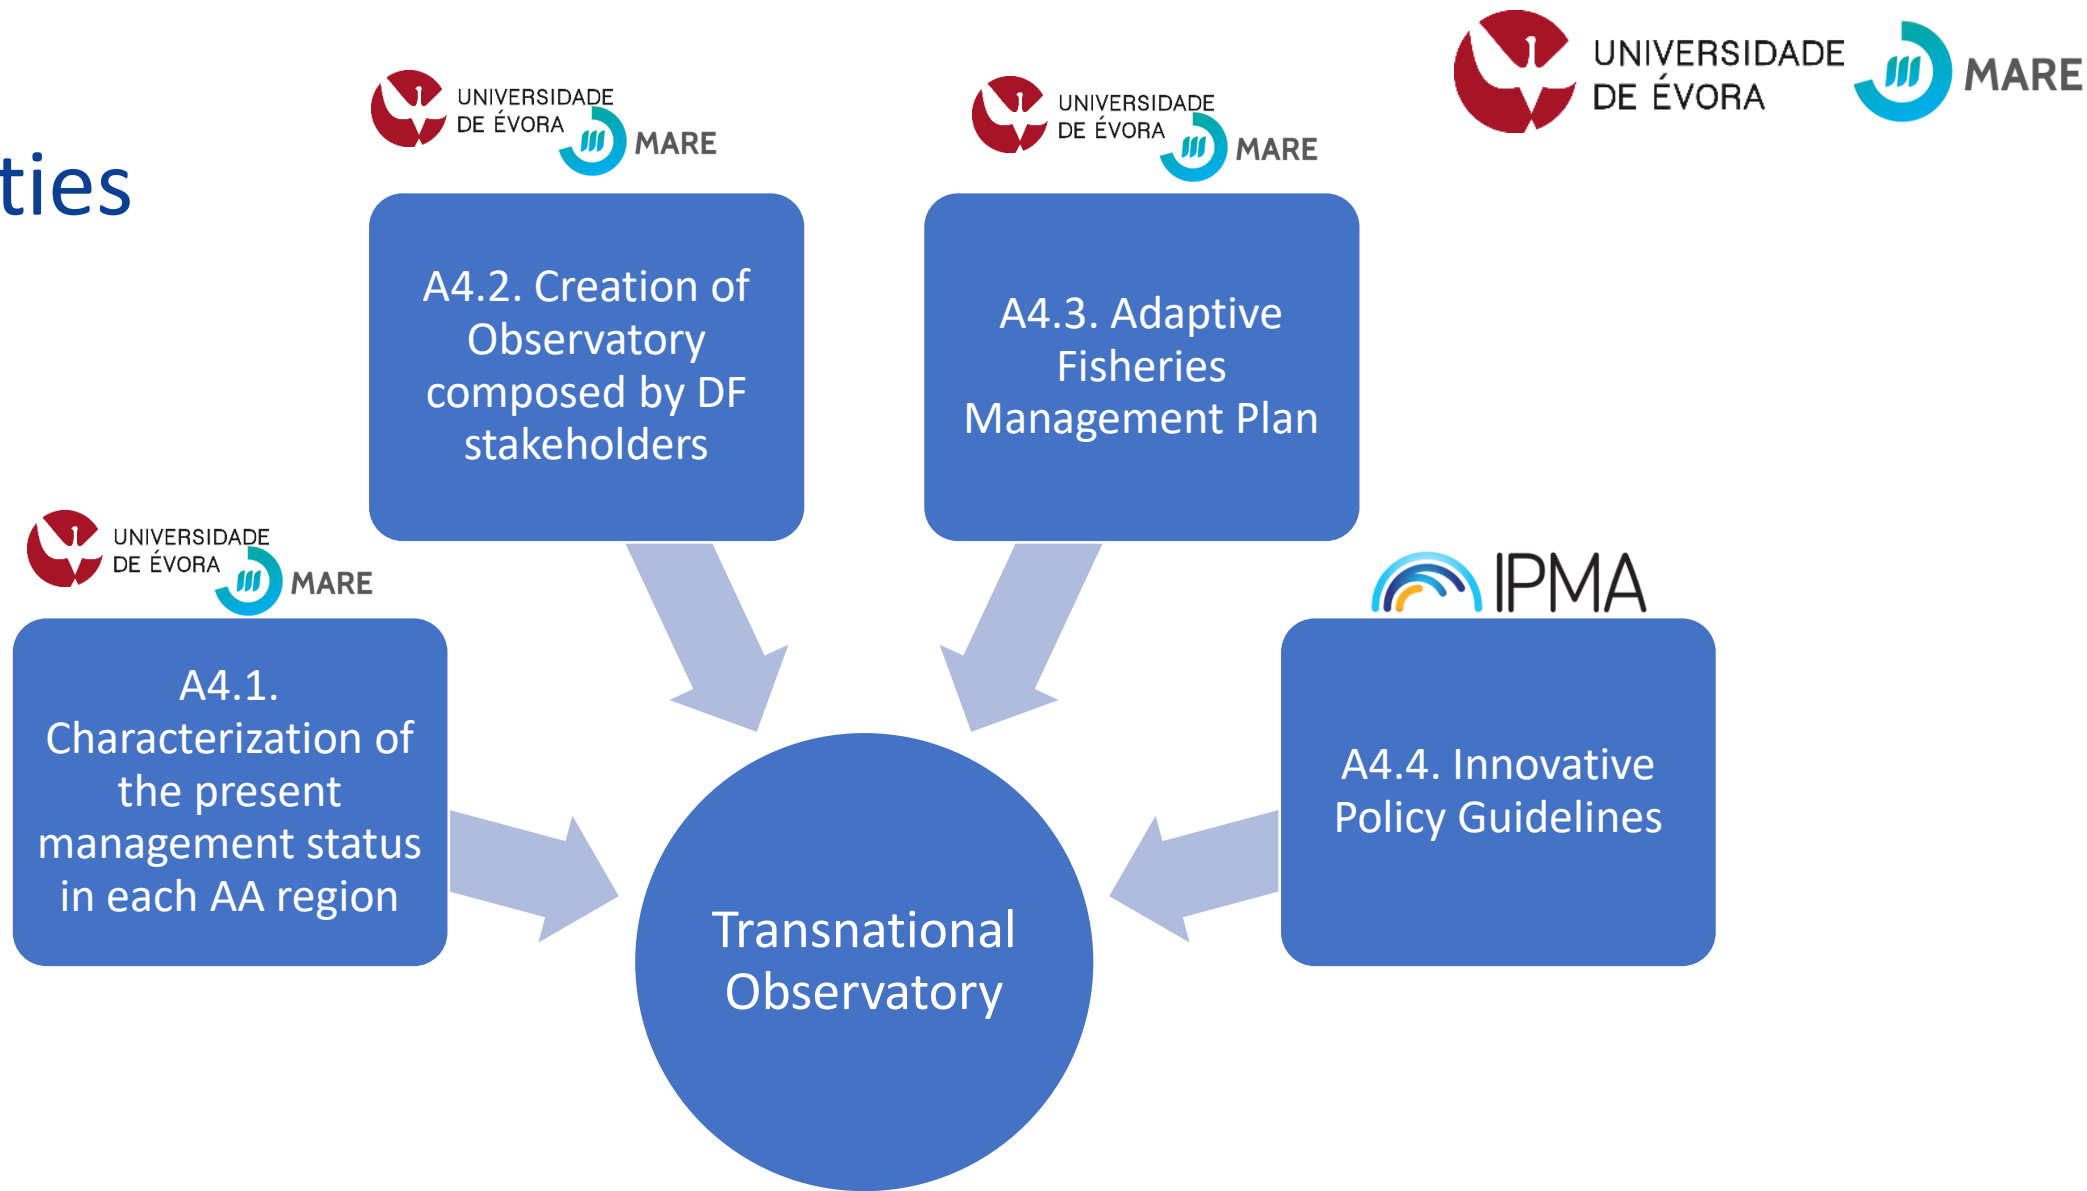 UNIVERSIDADE
DE ÉVORA
MARE
ties
UNIVERSIDADE
DE ÉVORA
MARE
A4.2. Creation of
Observatory
composed by DF
stakeholders
UNIVERSIDADE
DE ÉVORA
MARE
A4.3. Adaptive
Fisheries
Management Plan
UNIVERSIDADE
DE ÉVORA
MARE
A4.1.
Characterization of
the present
management status
in each AA region
IPMA
A4.4. Innovative
Policy Guidelines
Transnational
Observatory